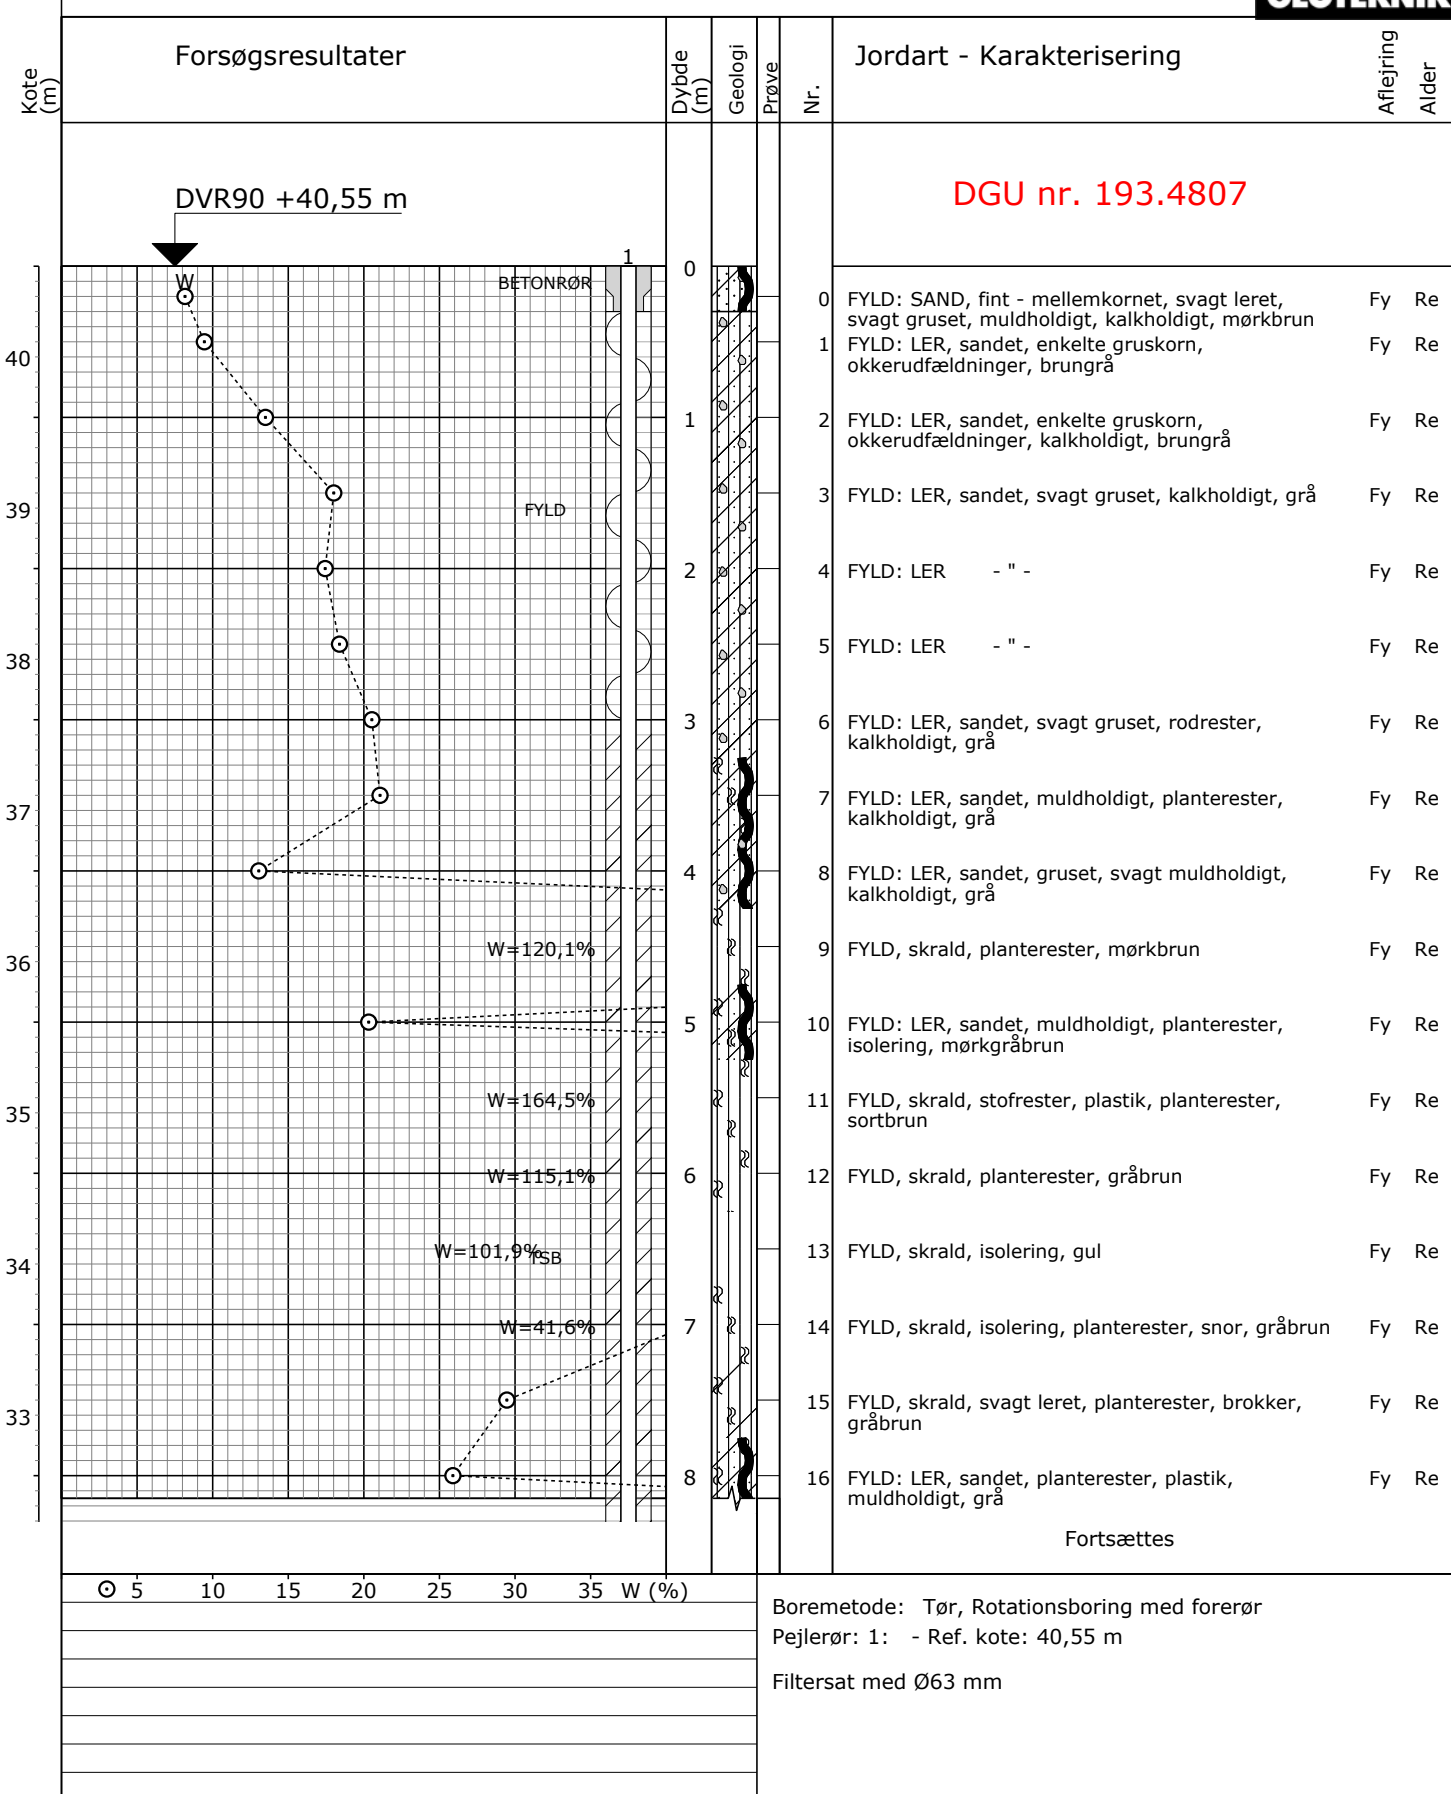 GEOTEKNIK
Kote (m)
Forsøgsresultater
Dybde (m)
Geologi
Prøve
Nr.
Jordart - Karakterisering
Aflejring
Alder
DVR90 +40,55 m
DGU nr. 193.4807
1
W
BETONRØR
0
0 FYLD: SAND, fint - mellemkornet, svagt leret, Fy Re
svagt gruset, muldholdigt, kalkholdigt, mørkbrun
40
1 FYLD: LER, sandet, enkelte gruskorn, Fy Re
okkerudfældninger, brungrå
1
2 FYLD: LER, sandet, enkelte gruskorn, Fy Re
okkerudfældninger, kalkholdigt, brungrå
39
FYLD
3 FYLD: LER, sandet, svagt gruset, kalkholdigt, grå Fy Re
2
4 FYLD: LER - " - Fy Re
38
5 FYLD: LER - " - Fy Re
3
6 FYLD: LER, sandet, svagt gruset, rodrester, Fy Re
kalkholdigt, grå
37
7 FYLD: LER, sandet, muldholdigt, planterester, Fy Re
kalkholdigt, grå
4
8 FYLD: LER, sandet, gruset, svagt muldholdigt, Fy Re
kalkholdigt, grå
36
W=120,1%
9 FYLD, skrald, planterester, mørkbrun Fy Re
5
10 FYLD: LER, sandet, muldholdigt, planterester, Fy Re
isolering, mørkgråbrun
35
W=164,5%
11 FYLD, skrald, stofrester, plastik, planterester, Fy Re
sortbrun
W=115,1%
6
12 FYLD, skrald, planterester, gråbrun Fy Re
34
W=101,9%
TSB
13 FYLD, skrald, isolering, gul Fy Re
W=41,6%
7
14 FYLD, skrald, isolering, planterester, snor, gråbrun Fy Re
33
15 FYLD, skrald, svagt leret, planterester, brokker, Fy Re
gråbrun
8
16 FYLD: LER, sandet, planterester, plastik, Fy Re
muldholdigt, grå
Fortsættes
5 10 15 20 25 30 35 W (%)
Boremetode: Tør, Rotationsboring med forerør
Pejlerør: 1: - Ref. kote: 40,55 m
Filtersat med Ø63 mm